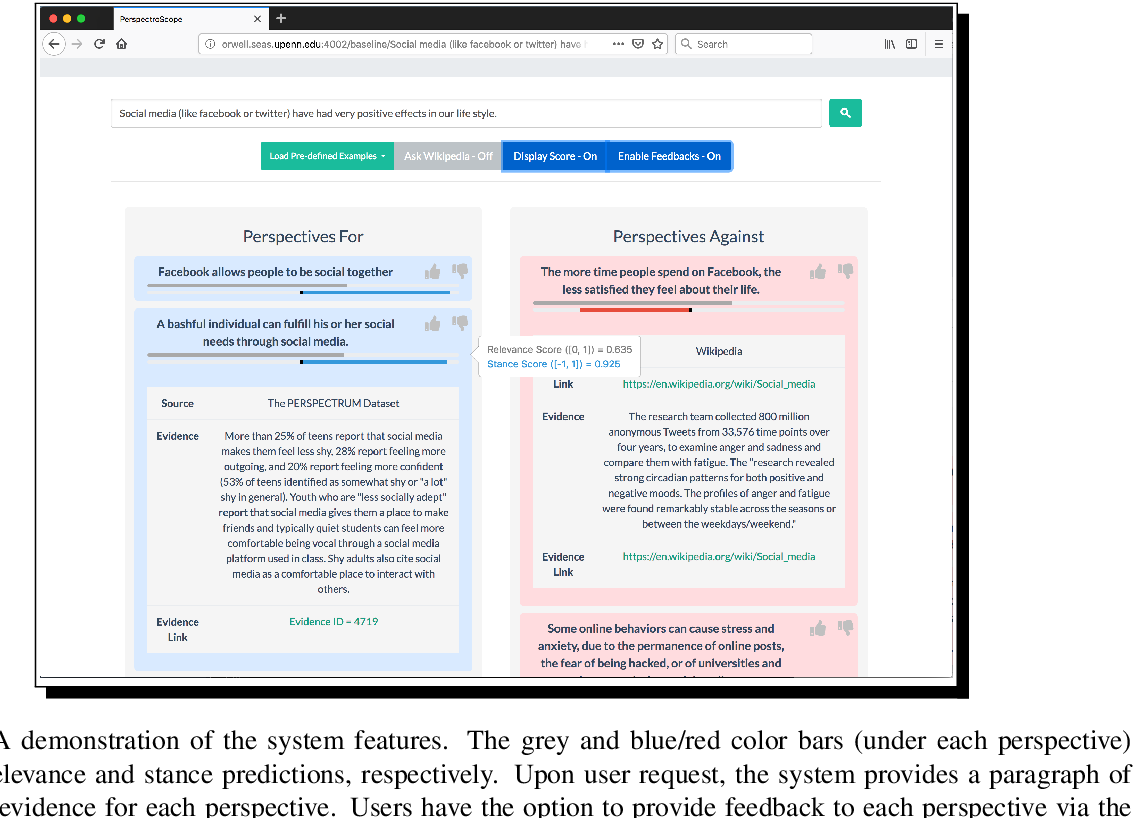 PerspectroScope
orwell.seas.upenn.edu:4002/baseline/Social media (like facebook or twitter) have
Search
Social media (like facebook or twitter) have had very positive effects in our life style.
Load Pre-defined Examples
Ask Wikipedia - Off
Display Score - On
Enable Feedbacks - On
Perspectives For
Facebook allows people to be social together
A bashful individual can fulfill his or her social
needs through social media.
Relevance Score ([0, 1]) = 0.635
Stance Score ([-1, 1]) = 0.925
Source
The PERSPECTRUM Dataset
Evidence
More than 25% of teens report that social media
makes them feel less shy, 28% report feeling more
outgoing, and 20% report feeling more confident
(53% of teens identified as somewhat shy or "a lot"
shy in general). Youth who are "less socially adept"
report that social media gives them a place to make
friends and typically quiet students can feel more
comfortable being vocal through a social media
platform used in class. Shy adults also cite social
media as a comfortable place to interact with
others.
Evidence
Link
Evidence ID = 4719
Perspectives Against
The more time people spend on Facebook, the
less satisfied they feel about their life.
Wikipedia
Link
https://en.wikipedia.org/wiki/Social_media
Evidence
The research team collected 800 million
anonymous Tweets from 33,576 time points over
four years, to examine anger and sadness and
compare them with fatigue. The "research revealed
strong circadian patterns for both positive and
negative moods. The profiles of anger and fatigue
were found remarkably stable across the seasons or
between the weekdays/weekend."
Evidence
Link
https://en.wikipedia.org/wiki/Social_media
Some online behaviors can cause stress and
anxiety, due to the permanence of online posts,
the fear of being hacked, or of universities and
A demonstration of the system features. The grey and blue/red color bars (under each perspective)
elevance and stance predictions, respectively. Upon user request, the system provides a paragraph of
evidence for each perspective. Users have the option to provide feedback to each perspective via the